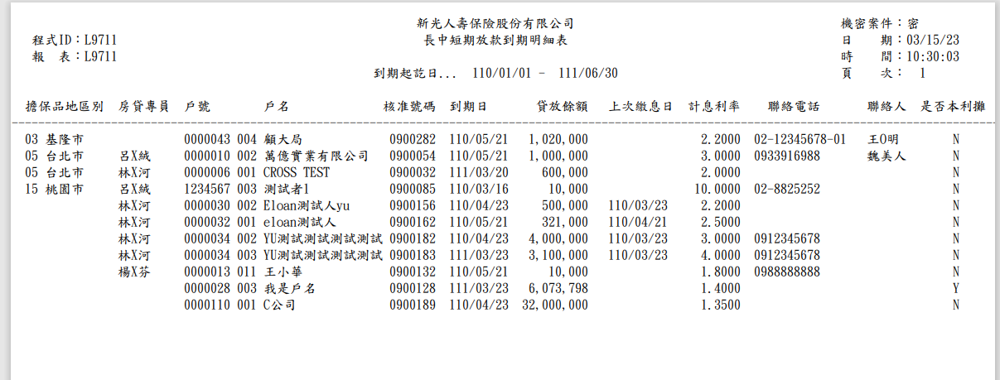 新光人壽保險股份有限公司 機密案件：密
程式ID：L9711 長中短期放款到期明細表 日 期：03/15/23
報 表：L9711 時 間：10:30:03
到期起訖日... 110/01/01 - 111/06/30 頁 次： 1
擔保品地區別 房貸專員 戶號 戶名 核准號碼 到期日 貸放餘額 上次繳息日 計息利率 聯絡電話 聯絡人 是否本利攤
03 基隆市 0000043 004 顧大局 0900282 110/05/21 1,020,000 2.2000 02-12345678-01 王O明 N
05 台北市 呂X絨 0000010 002 萬億實業有限公司 0900054 110/05/21 1,000,000 3.0000 0933916988 魏美人 N
05 台北市 林X河 0000006 001 CROSS TEST 0900032 111/03/20 600,000 2.0000 N
15 桃園市 呂X絨 1234567 003 測試者1 0900085 110/03/16 10,000 10.0000 02-8825252 N
林X河 0000030 002 Eloan測試人yu 0900156 110/04/23 500,000 110/03/23 2.2000 N
林X河 0000032 001 eloan測試人 0900162 110/05/21 321,000 110/04/21 2.5000 N
林X河 0000034 002 YU測試測試測試測試 0900182 110/04/23 4,000,000 110/03/23 3.0000 0912345678 N
林X河 0000034 003 YU測試測試測試測試 0900183 111/03/23 3,100,000 110/03/23 4.0000 0912345678 N
楊X芬 0000013 011 王小華 0900132 110/05/21 10,000 1.8000 0988888888 N
0000028 003 我是戶名 0900128 111/03/23 6,073,798 1.4000 Y
0000110 001 C公司 0900189 110/04/23 32,000,000 1.3500 N